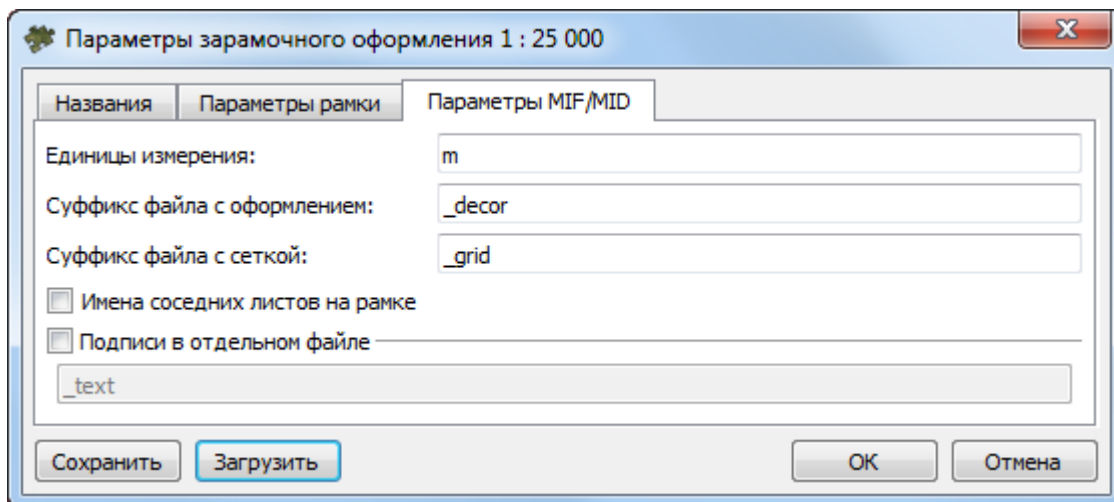 Параметры зарамочного оформления 1 : 25 000
Названия Параметры рамки Параметры MIF/MID
Единицы измерения: m
Суффикс файла с оформлением: _decor
Суффикс файла с сеткой: _grid
Имена соседних листов на рамке
Подписи в отдельном файле
_text
Сохранить Загрузить OK Отмена